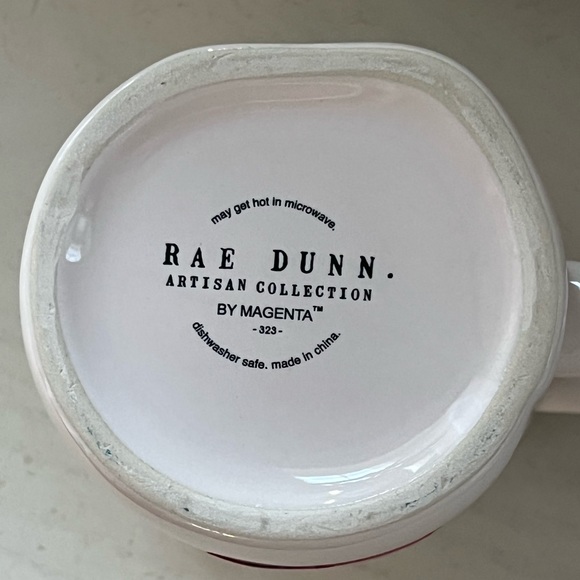 may get hot in microwave.
RAE DUNN.
ARTISAN COLLECTION
BY MAGENTA™
- 323 -
dishwasher safe. made in china.